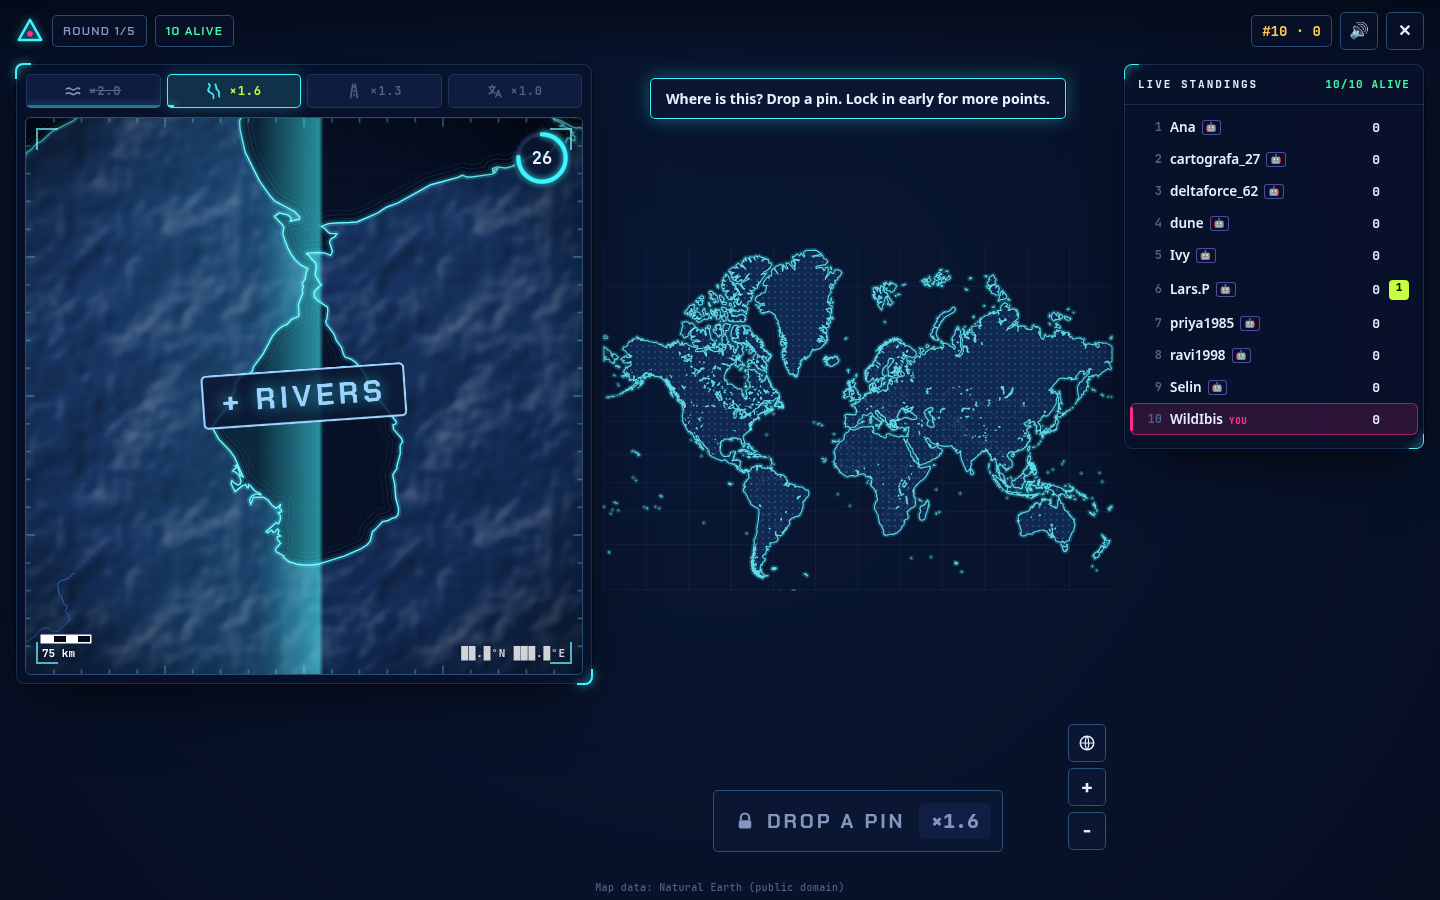 ROUND 1/5
10 ALIVE
#10 · 0
×2.0
×1.6
×1.3
×1.0
26
+ RIVERS
75 km
██.█°N ███.█°E
Where is this? Drop a pin. Lock in early for more points.
DROP A PIN ×1.6
+
-
LIVE STANDINGS 10/10 ALIVE
1 Ana 0
2 cartografa_27 0
3 deltaforce_62 0
4 dune 0
5 Ivy 0
6 Lars.P 0 1
7 priya1985 0
8 ravi1998 0
9 Selin 0
10 WildIbis YOU 0
Map data: Natural Earth (public domain)